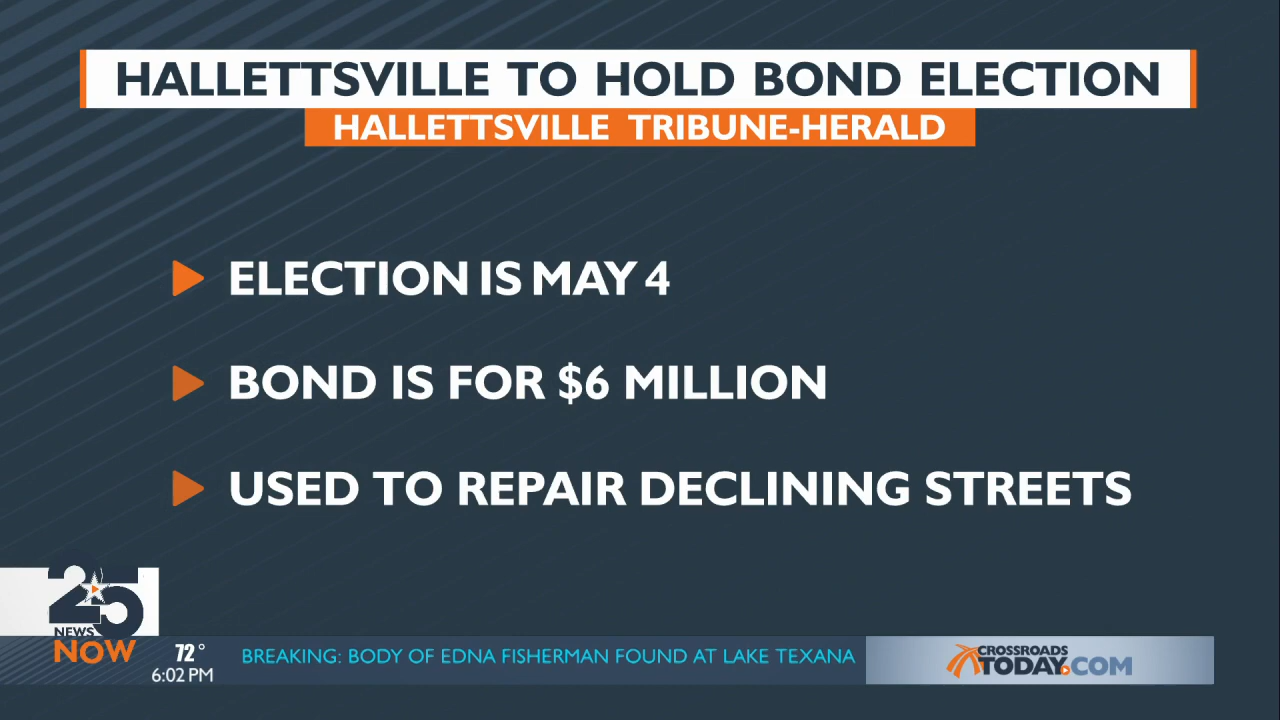 HALLETTSVILLE TO HOLD BOND ELECTION
HALLETTSVILLE TRIBUNE-HERALD
ELECTION IS MAY 4
BOND IS FOR $6 MILLION
USED TO REPAIR DECLINING STREETS
25
NEWS
NOW
72°
6:02 PM
BREAKING: BODY OF EDNA FISHERMAN FOUND AT LAKE TEXANA
CROSSROADS
TODAY.COM